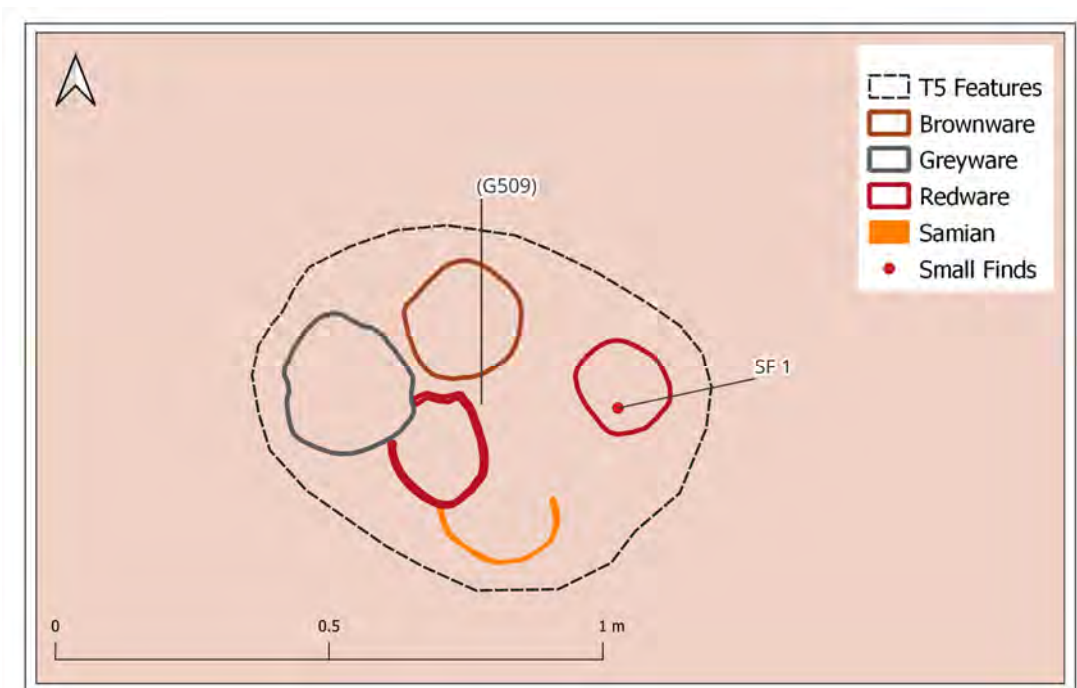 T5 Features
Brownware
Greyware
Redware
Samian
Small Finds
(G509)
SF 1
0 0.5 1 m